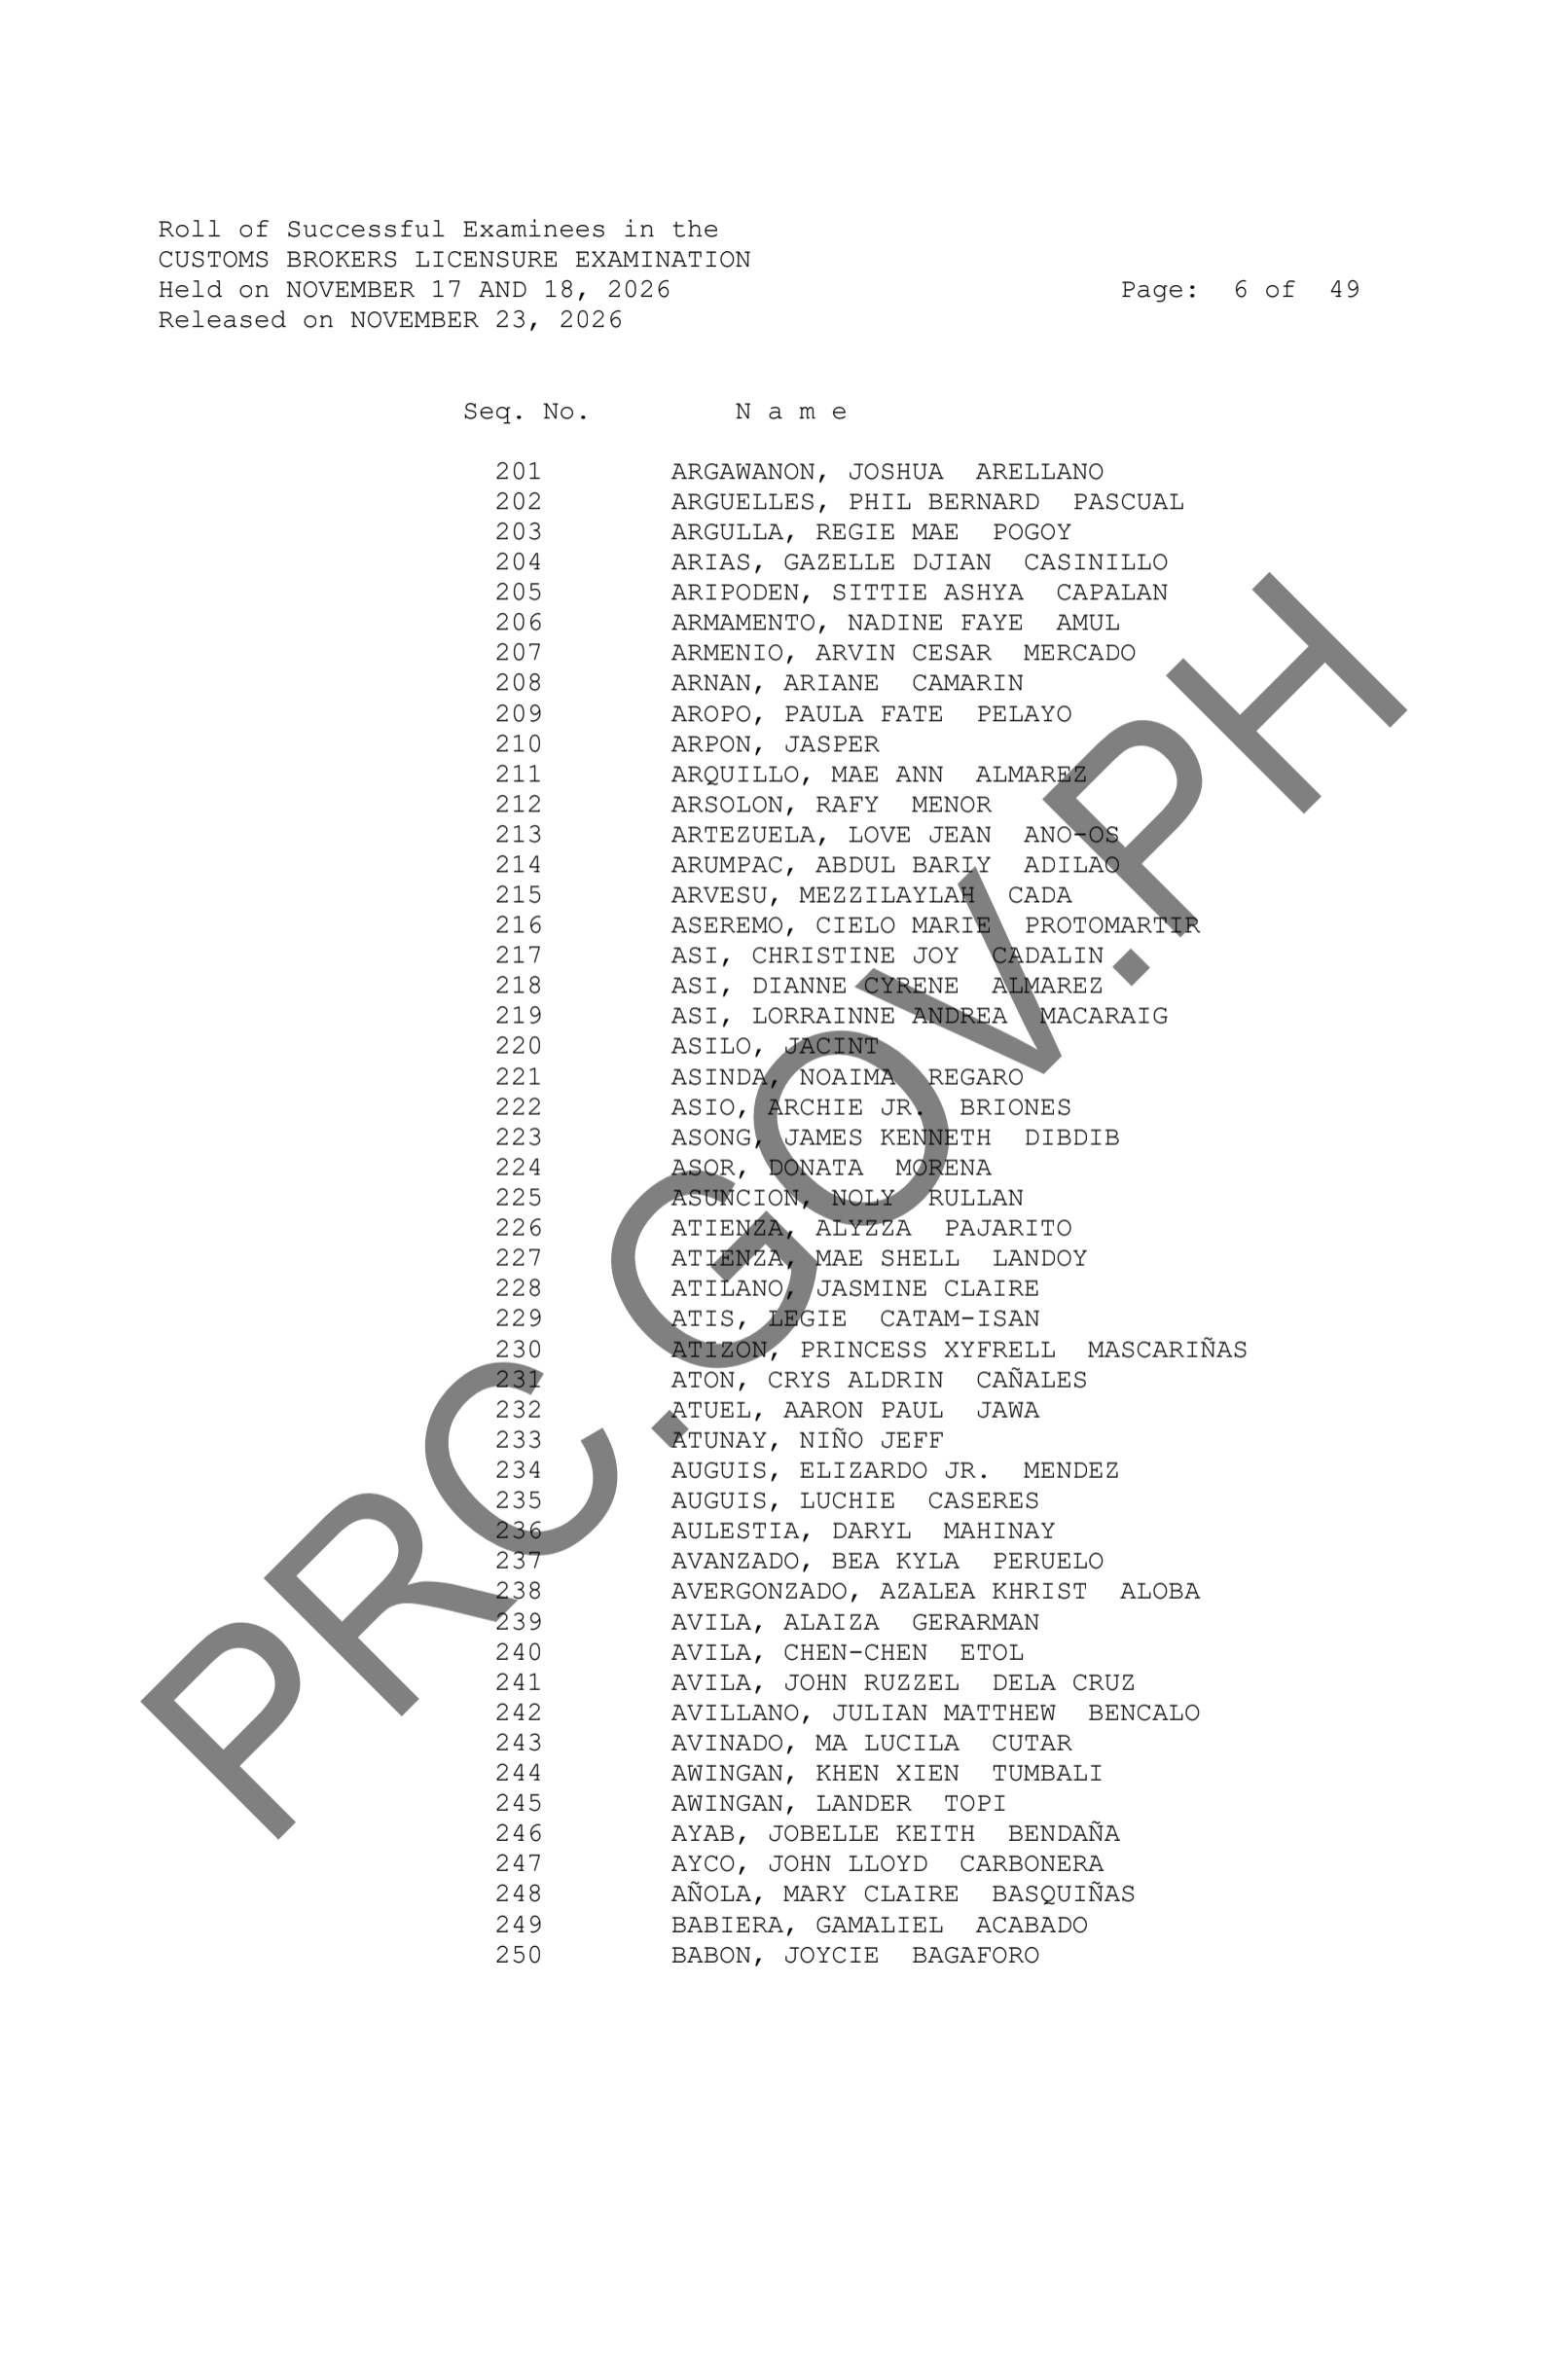 Roll of Successful Examinees in the
CUSTOMS BROKERS LICENSURE EXAMINATION
Held on NOVEMBER 17 AND 18, 2026 Page: 6 of 49
Released on NOVEMBER 23, 2026
Seq. No. N a m e
201 ARGAWANON, JOSHUA ARELLANO
202 ARGUELLES, PHIL BERNARD PASCUAL
203 ARGULLA, REGIE MAE POGOY
204 ARIAS, GAZELLE DJIAN CASINILLO
205 ARIPODEN, SITTIE ASHYA CAPALAN
206 ARMAMENTO, NADINE FAYE AMUL
207 ARMENIO, ARVIN CESAR MERCADO
208 ARNAN, ARIANE CAMARIN
209 AROPO, PAULA FATE PELAYO
210 ARPON, JASPER
211 ARQUILLO, MAE ANN ALMAREZ
212 ARSOLON, RAFY MENOR
213 ARTEZUELA, LOVE JEAN ANO-OS
214 ARUMPAC, ABDUL BARIY ADILAO
215 ARVESU, MEZZILAYLAH CADA
216 ASEREMO, CIELO MARIE PROTOMARTIR
217 ASI, CHRISTINE JOY CADALIN
218 ASI, DIANNE CYRENE ALMAREZ
219 ASI, LORRAINNE ANDREA MACARAIG
220 ASILO, JACINT
221 ASINDA, NOAIMA REGARO
222 ASIO, ARCHIE JR. BRIONES
223 ASONG, JAMES KENNETH DIBDIB
224 ASOR, DONATA MORENA
225 ASUNCION, NOLY RULLAN
226 ATIENZA, ALYZZA PAJARITO
227 ATIENZA, MAE SHELL LANDOY
228 ATILANO, JASMINE CLAIRE
229 ATIS, LEGIE CATAM-ISAN
230 ATIZON, PRINCESS XYFRELL MASCARIÑAS
231 ATON, CRYS ALDRIN CAÑALES
232 ATUEL, AARON PAUL JAWA
233 ATUNAY, NIÑO JEFF
234 AUGUIS, ELIZARDO JR. MENDEZ
235 AUGUIS, LUCHIE CASERES
236 AULESTIA, DARYL MAHINAY
237 AVANZADO, BEA KYLA PERUELO
238 AVERGONZADO, AZALEA KHRIST ALOBA
239 AVILA, ALAIZA GERARMAN
240 AVILA, CHEN-CHEN ETOL
241 AVILA, JOHN RUZZEL DELA CRUZ
242 AVILLANO, JULIAN MATTHEW BENCALO
243 AVINADO, MA LUCILA CUTAR
244 AWINGAN, KHEN XIEN TUMBALI
245 AWINGAN, LANDER TOPI
246 AYAB, JOBELLE KEITH BENDAÑA
247 AYCO, JOHN LLOYD CARBONERA
248 AÑOLA, MARY CLAIRE BASQUIÑAS
249 BABIERA, GAMALIEL ACABADO
250 BABON, JOYCIE BAGAFORO
PRC.GOV.PH